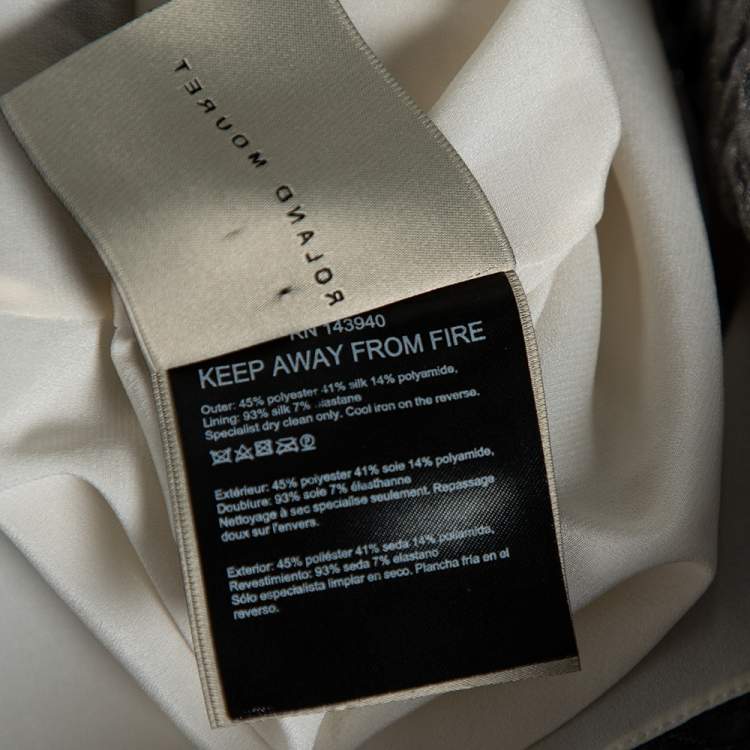 ROLAND MOURET
RN 143940
KEEP AWAY FROM FIRE
Outer: 45% polyester 41% silk 14% polyamide,
Lining: 93% silk 7% elastane
Specialist dry clean only. Cool iron on the reverse.
Extérieur: 45% polyester 41% soie 14% polyamide,
Doublure: 93% soie 7% élasthanne
Nettoyage à sec specialise seulement. Repassage
doux sur l'envers.
Exterior: 45% poliéster 41% seda 14% poliamida,
Revestimiento: 93% seda 7% elastano
Sólo especialista limpiar en seco. Plancha fria en el
reverso.